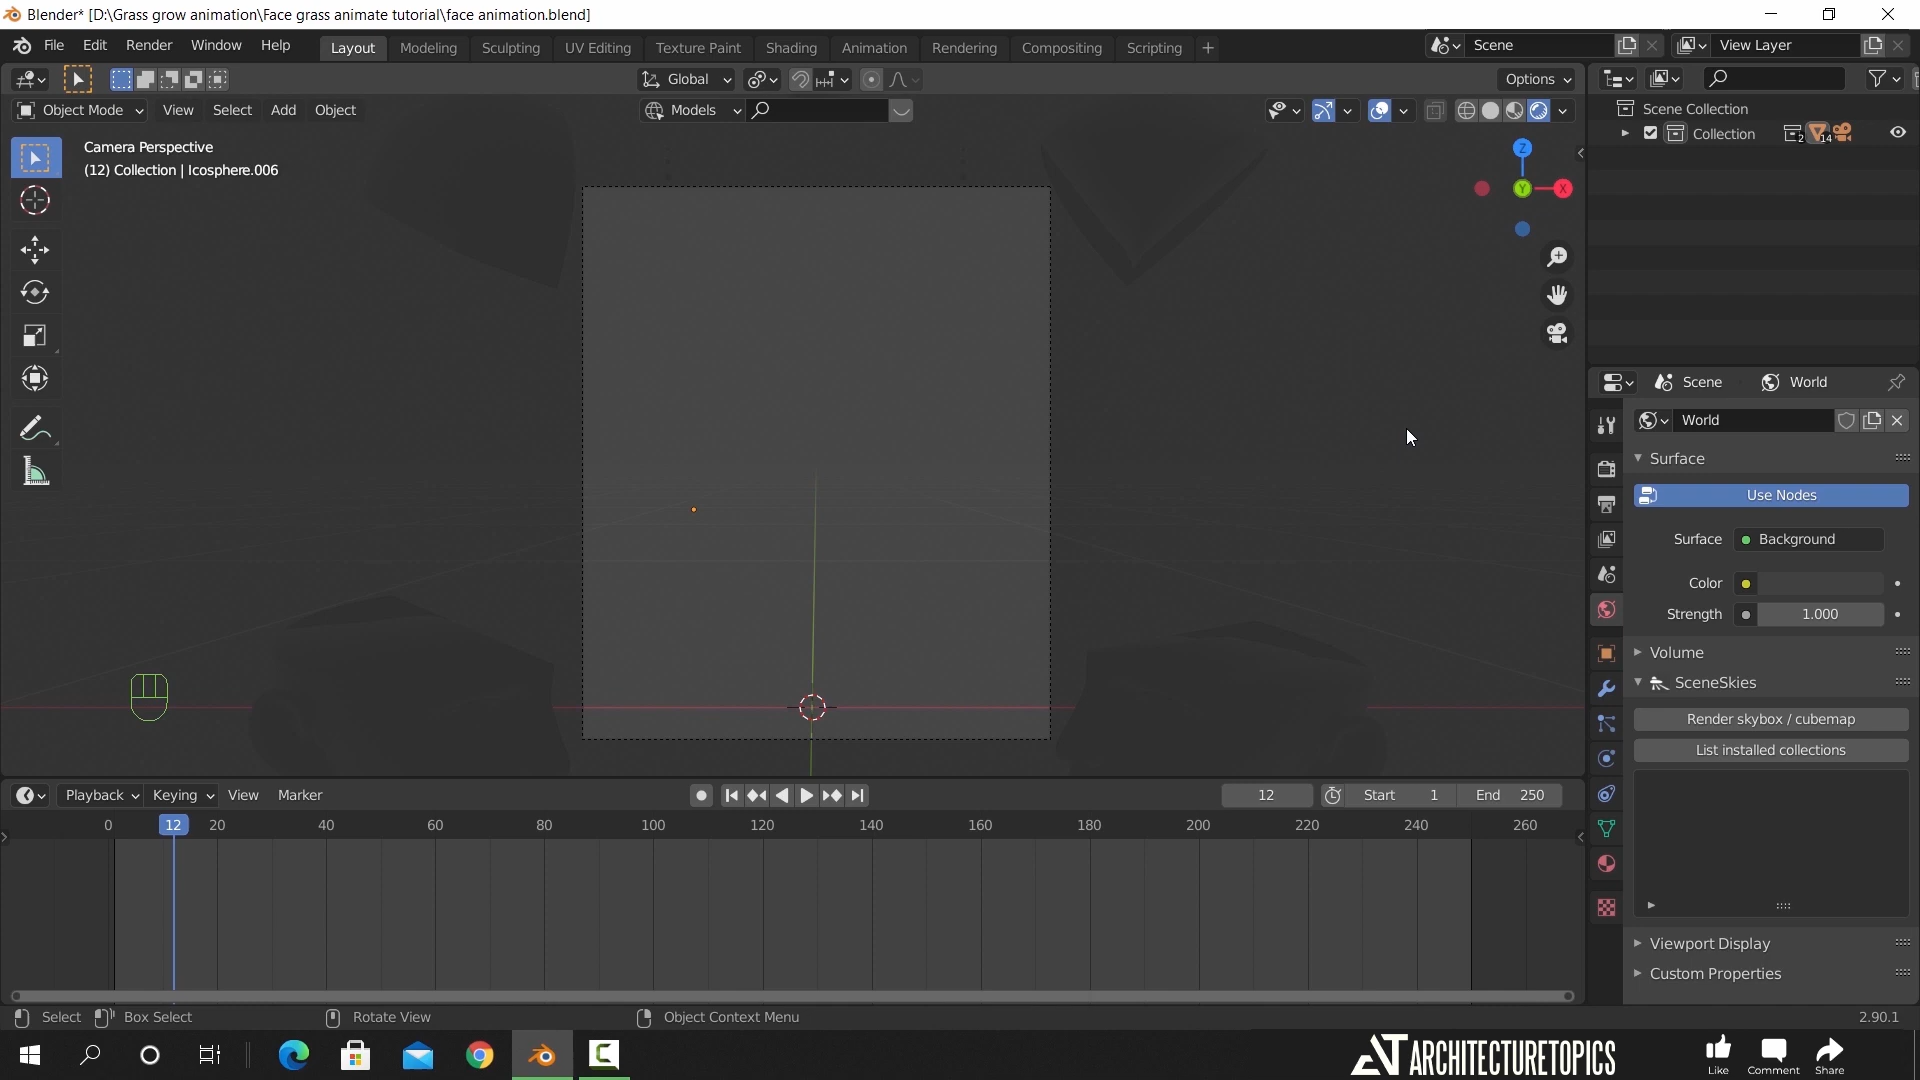 Blender* [D:\Grass grow animation\Face grass animate tutorial\face animation.blend]
File Edit Render Window Help Layout Modeling Sculpting UV Editing Texture Paint Shading Animation Rendering Compositing Scripting + Scene View Layer
Global Options
Object Mode View Select Add Object Models
Scene Collection
Collection 2 14
Camera Perspective
(12) Collection | Icosphere.006
Z
Y
X
Scene World
World
Surface
Use Nodes
Surface Background
Color
Strength 1.000
Volume
SceneSkies
Render skybox / cubemap
List installed collections
Viewport Display
Custom Properties
Playback Keying View Marker 12 Start 1 End 250
0 12 20 40 60 80 100 120 140 160 180 200 220 240 260
Select Box Select Rotate View Object Context Menu 2.90.1
ARCHITECTURETOPICS
Like Comment Share